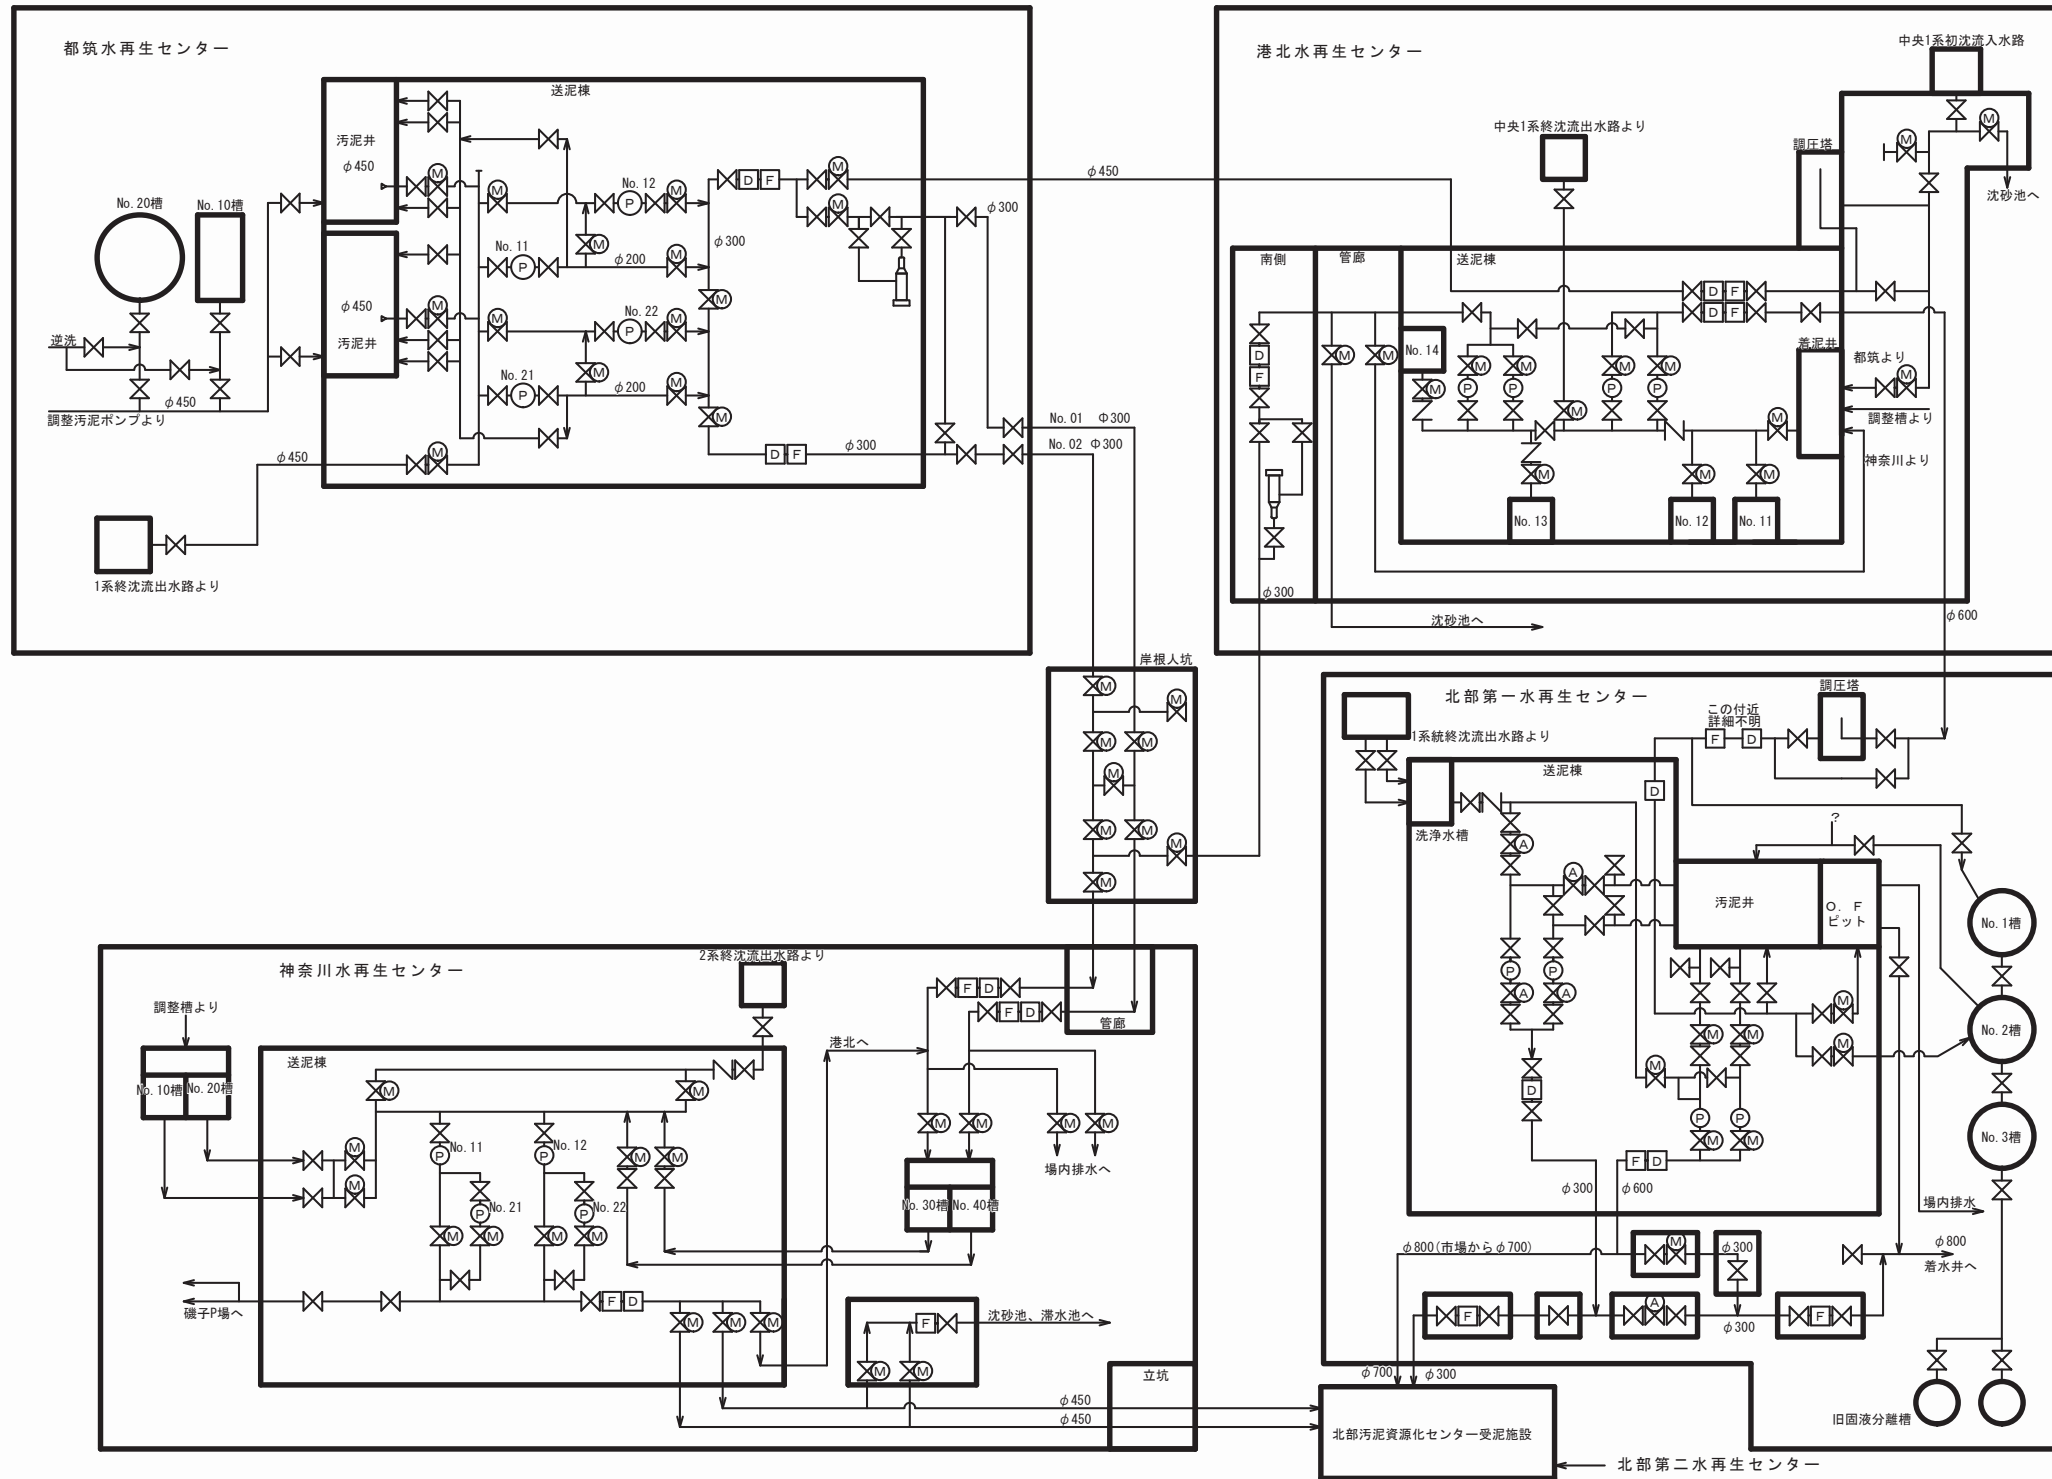 都筑水再生センター
送泥棟
汚泥井
φ450
No.20槽
No.10槽
No.12
P
M
D
F
φ450
φ300
No.11
φ200
φ300
φ450
汚泥井
No.22
No.21
φ200
逆洗
φ450
調整汚泥ポンプより
φ450
D
F
φ300
No.01 Φ300
No.02 Φ300
1系終沈流出水路より
港北水再生センター
中央1系初沈流入水路
中央1系終沈流出水路より
調圧塔
沈砂池へ
南側
管廊
送泥棟
D
F
D
F
D
F
No.14
着泥井
都筑より
調整槽より
神奈川より
No.13
No.12
No.11
φ300
沈砂池へ
φ600
岸根人坑
北部第一水再生センター
調圧塔
この付近
詳細不明
F
D
1系統終沈流出水路より
送泥棟
D
洗浄水槽
A
?
汚泥井
O.F
ピット
No.1槽
No.2槽
No.3槽
D
F
D
φ300
φ600
場内排水
φ800(市場からφ700)
φ300
φ800
着水井へ
F
A
φ300
F
φ700
φ300
旧固液分離槽
神奈川水再生センター
2系終沈流出水路より
調整槽より
F
D
F
D
管廊
港北へ
送泥棟
No.10槽
No.20槽
No.11
No.12
No.21
No.22
場内排水へ
No.30槽
No.40槽
磯子P場へ
F
D
F
沈砂池、滞水池へ
立坑
φ450
φ450
北部汚泥資源化センター受泥施設
北部第二水再生センター